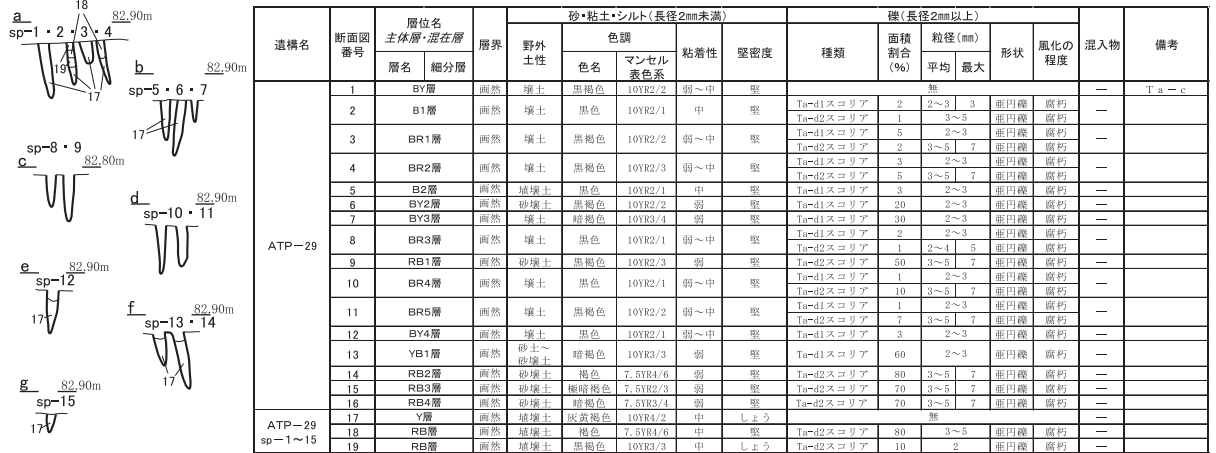 18
a 82.90m
sp-1・2・3・4
19
17
b 82.90m
sp-5・6・7
17
sp-8・9
c 82.80m
d 82.90m
sp-10・11
e 82.90m
sp-12
17
f 82.90m
sp-13・14
17
g 82.90m
sp-15
17
遺構名 断面図番号 層位名 主体層・混在層 層界 砂・粘土・シルト(長径2mm未満) 礫(長径2mm以上) 混入物 備考
層名 細分層 野外土性 色調 粘着性 堅密度 種類 面積割合(%) 粒径(mm) 形状 風化の程度
色名 マンセル表色系 平均 最大
ATP-29
1 BY層 画然 壌土 黒褐色 10YR2/2 弱~中 堅 無 — Ta-c
2 B1層 画然 壌土 黒色 10YR2/1 中 堅 Ta-d1スコリア 2 2~3 3 亜円礫 腐朽 —
Ta-d2スコリア 1 3~5 亜円礫 腐朽
3 BR1層 画然 壌土 黒褐色 10YR2/2 弱~中 堅 Ta-d1スコリア 5 2~3 亜円礫 腐朽 —
Ta-d2スコリア 2 3~5 7 亜円礫 腐朽
4 BR2層 画然 壌土 黒褐色 10YR2/3 弱~中 堅 Ta-d1スコリア 3 2~3 亜円礫 腐朽 —
Ta-d2スコリア 5 3~5 7 亜円礫 腐朽
5 B2層 画然 埴壌土 黒色 10YR2/1 中 堅 Ta-d1スコリア 3 2~3 亜円礫 腐朽 —
6 BY2層 画然 砂壌土 黒褐色 10YR2/2 弱 堅 Ta-d1スコリア 20 2~3 亜円礫 腐朽 —
7 BY3層 画然 壌土 暗褐色 10YR3/4 弱 堅 Ta-d1スコリア 30 2~3 亜円礫 腐朽 —
8 BR3層 画然 壌土 黒色 10YR2/1 弱~中 堅 Ta-d1スコリア 2 2~3 亜円礫 腐朽 —
Ta-d2スコリア 1 2~4 5 亜円礫 腐朽
9 RB1層 画然 砂壌土 黒褐色 10YR2/3 弱 堅 Ta-d2スコリア 50 3~5 7 亜円礫 腐朽 —
10 BR4層 画然 壌土 黒色 10YR2/1 弱~中 堅 Ta-d1スコリア 1 2~3 亜円礫 腐朽 —
Ta-d2スコリア 10 3~5 7 亜円礫 腐朽
11 BR5層 画然 壌土 黒褐色 10YR2/2 弱~中 堅 Ta-d1スコリア 1 2~3 亜円礫 腐朽 —
Ta-d2スコリア 7 3~5 7 亜円礫 腐朽
12 BY4層 画然 壌土 黒色 10YR2/1 弱~中 堅 Ta-d1スコリア 3 2~3 亜円礫 腐朽 —
13 YB1層 画然 砂土~砂壌土 暗褐色 10YR3/3 弱 堅 Ta-d1スコリア 60 2~3 亜円礫 腐朽 —
14 RB2層 画然 砂壌土 褐色 7.5YR4/6 弱 堅 Ta-d2スコリア 80 3~5 7 亜円礫 腐朽 —
15 RB3層 画然 砂壌土 極暗褐色 7.5YR2/3 弱 堅 Ta-d2スコリア 70 3~5 7 亜円礫 腐朽 —
16 RB4層 画然 砂壌土 暗褐色 7.5YR3/4 弱 堅 Ta-d2スコリア 70 3~5 7 亜円礫 腐朽 —
ATP-29 sp-1~15
17 Y層 画然 埴壌土 灰黄褐色 10YR4/2 中 しょう 無 —
18 RB層 画然 埴壌土 褐色 7.5YR4/6 中 堅 Ta-d2スコリア 80 3~5 亜円礫 腐朽 —
19 RB層 画然 埴壌土 黒褐色 10YR3/3 中 しょう Ta-d2スコリア 10 2 亜円礫 腐朽 —